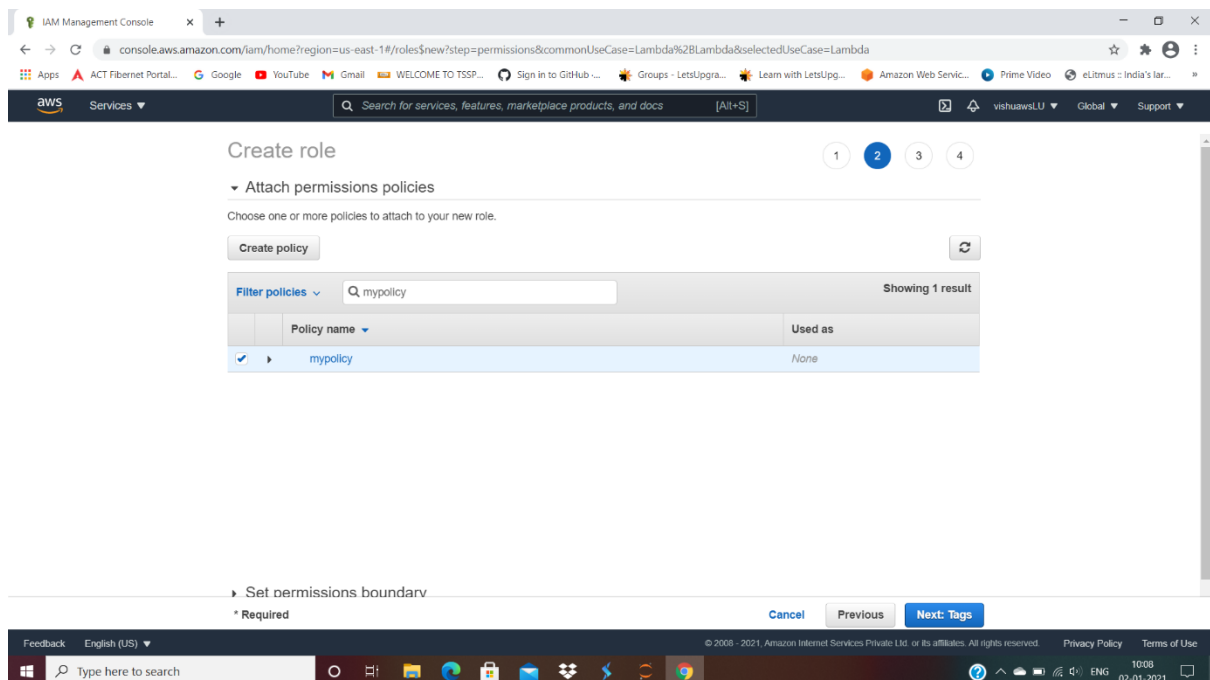 IAM Management Console
console.aws.amazon.com/iam/home?region=us-east-1#/roles$new?step=permissions&commonUseCase=Lambda%2BLambda&selectedUseCase=Lambda
Apps ACT Fibernet Portal... Google YouTube Gmail WELCOME TO TSSP... Sign in to GitHub ·... Groups - LetsUpgra... Learn with LetsUpg... Amazon Web Servic... Prime Video eLitmus :: India's lar... »
aws Services ▼ Search for services, features, marketplace products, and docs [Alt+S] vishuawsLU ▼ Global ▼ Support ▼
Create role 1 2 3 4
Attach permissions policies
Choose one or more policies to attach to your new role.
Create policy
Filter policies mypolicy Showing 1 result
Policy name Used as
mypolicy None
Set permissions boundary
* Required Cancel Previous Next: Tags
Feedback English (US) ▼ © 2008 - 2021, Amazon Internet Services Private Ltd. or its affiliates. All rights reserved. Privacy Policy Terms of Use
Type here to search ENG 10:08
02-01-2021